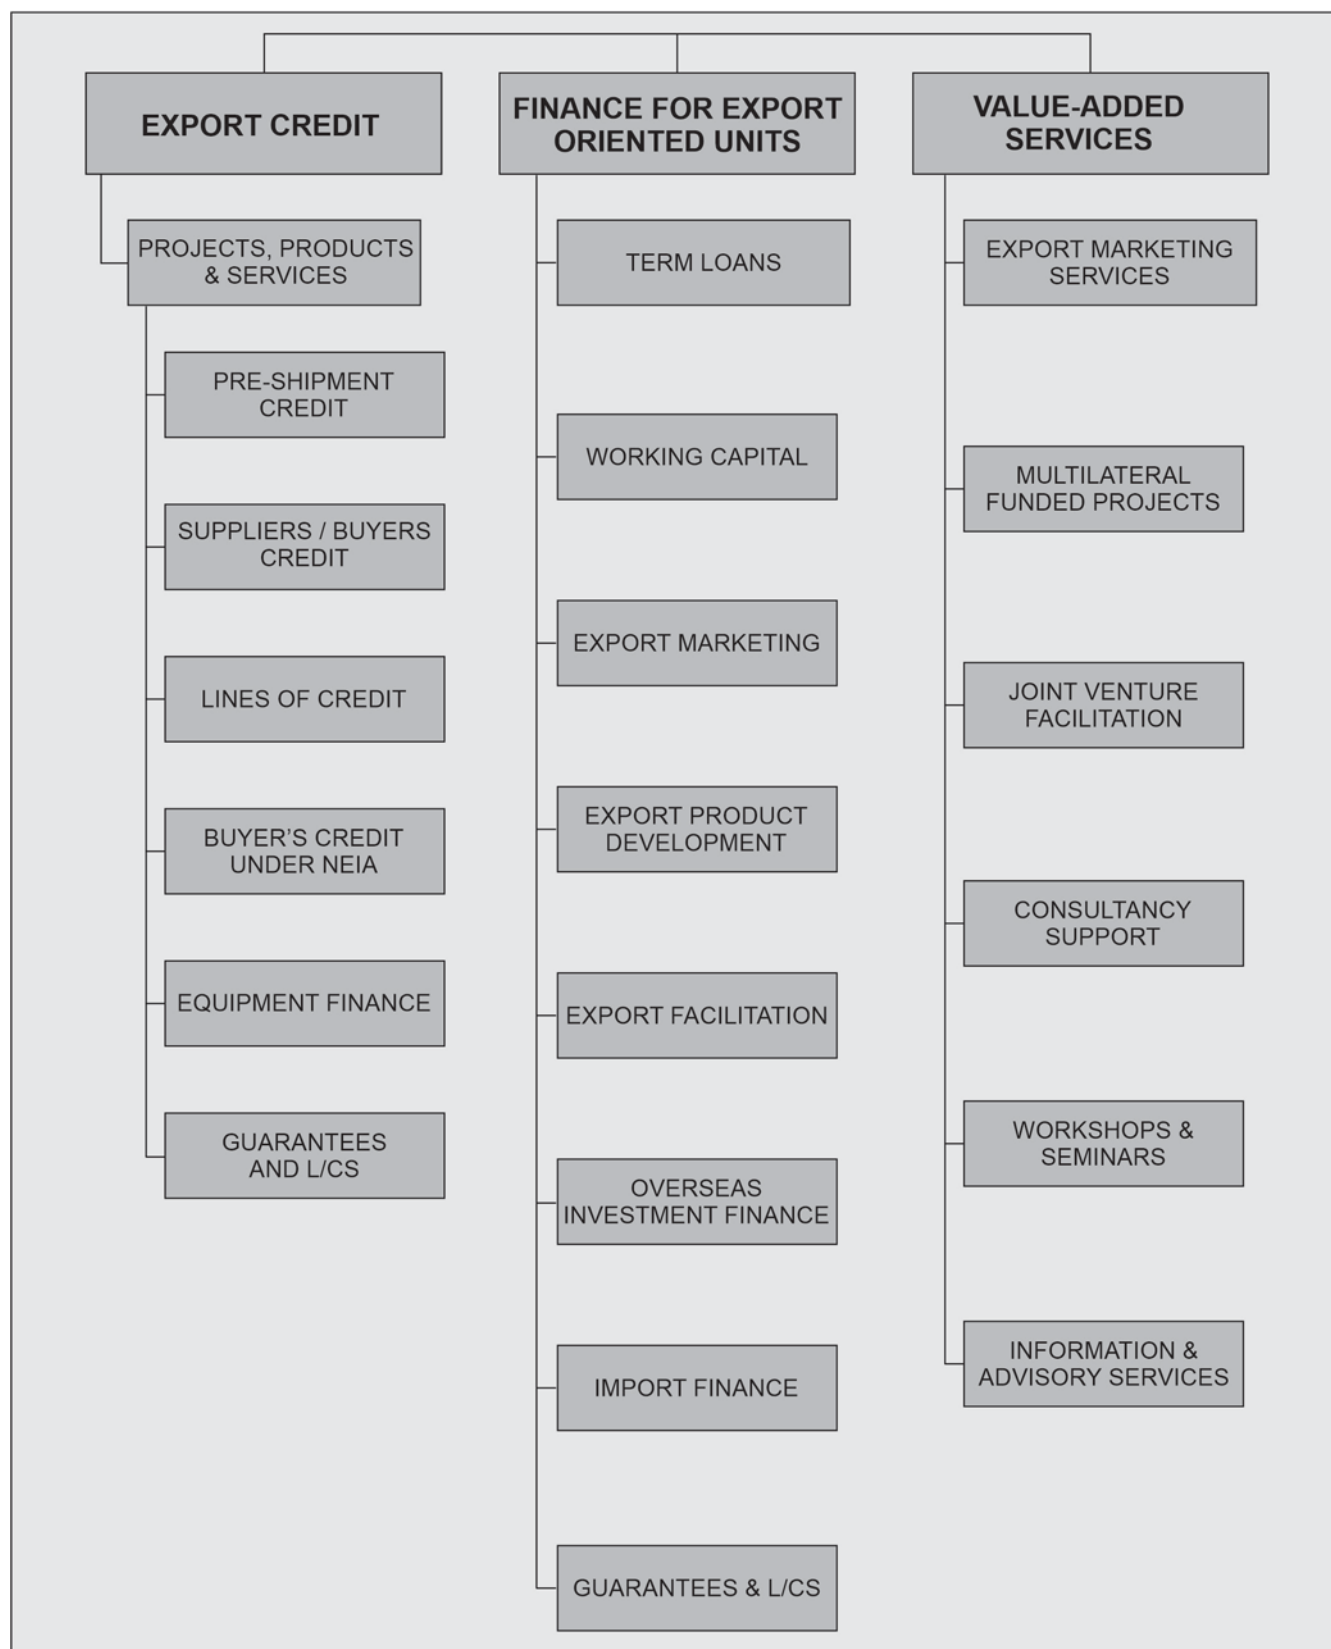 EXPORT CREDIT
PROJECTS, PRODUCTS
& SERVICES
PRE-SHIPMENT
CREDIT
SUPPLIERS / BUYERS
CREDIT
LINES OF CREDIT
BUYER’S CREDIT
UNDER NEIA
EQUIPMENT FINANCE
GUARANTEES
AND L/CS
FINANCE FOR EXPORT
ORIENTED UNITS
TERM LOANS
WORKING CAPITAL
EXPORT MARKETING
EXPORT PRODUCT
DEVELOPMENT
EXPORT FACILITATION
OVERSEAS
INVESTMENT FINANCE
IMPORT FINANCE
GUARANTEES & L/CS
VALUE-ADDED
SERVICES
EXPORT MARKETING
SERVICES
MULTILATERAL
FUNDED PROJECTS
JOINT VENTURE
FACILITATION
CONSULTANCY
SUPPORT
WORKSHOPS &
SEMINARS
INFORMATION &
ADVISORY SERVICES